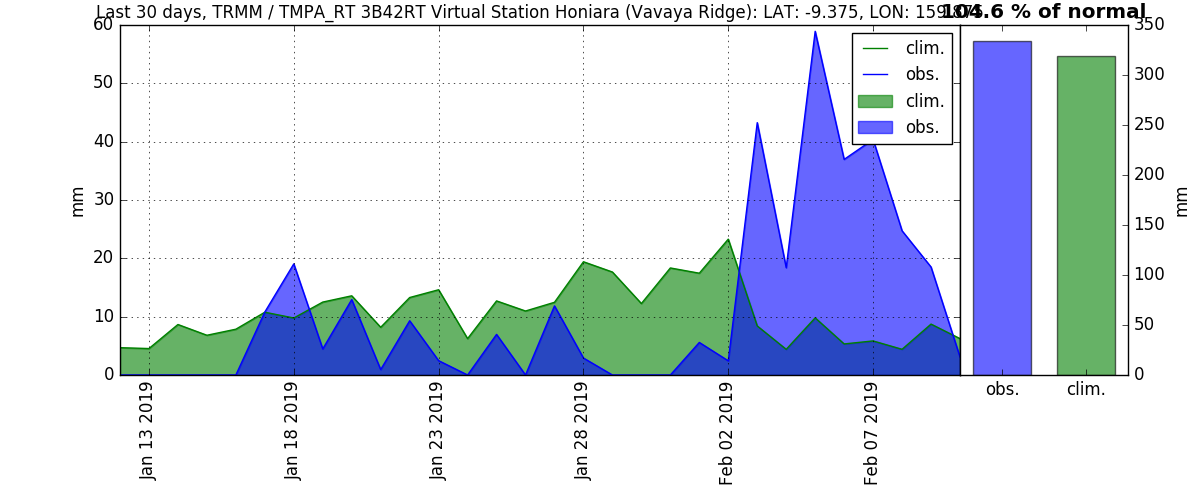 Last 30 days, TRMM / TMPA_RT 3B42RT Virtual Station Honiara (Vavaya Ridge): LAT: -9.375, LON: 159.875
104.6 % of normal
60
50
40
30
20
10
0
mm
clim.
obs.
clim.
obs.
Jan 13 2019
Jan 18 2019
Jan 23 2019
Jan 28 2019
Feb 02 2019
Feb 07 2019
350
300
250
200
150
100
50
0
mm
obs.
clim.